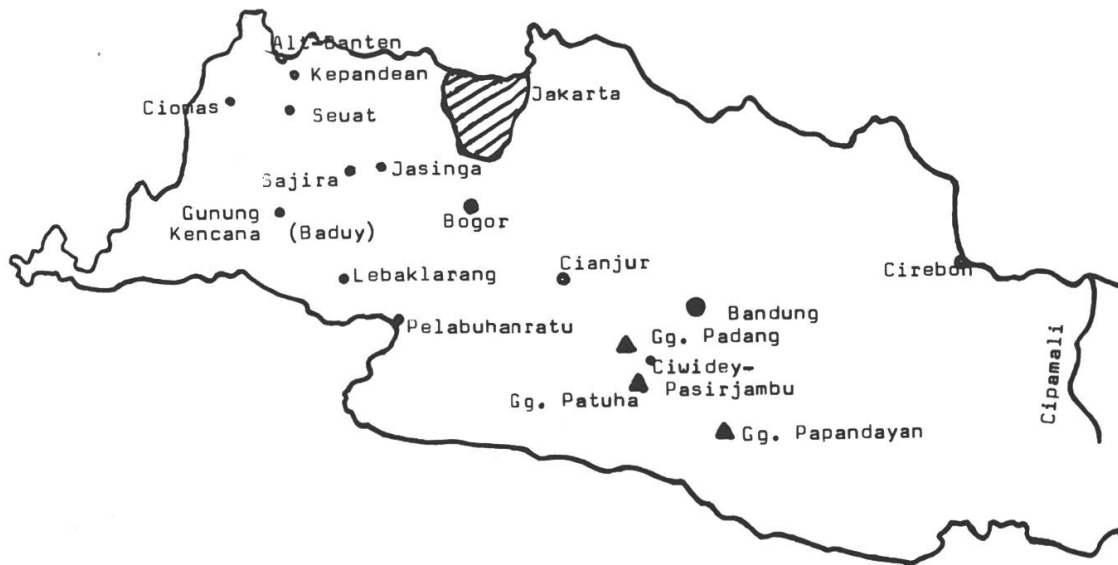 Alt-Banten
Kepandean
Jakarta
Ciomas
Seuat
Jasinga
Sajira
Gunung
Kencana
(Baduy)
Bogor
Lebaklarang
Cianjur
Cirebon
Pelabuhanratu
Bandung
Gg. Padang
Ciwidey-
Pasirjambu
Gg. Patuha
Gg. Papandayan
Cipamali